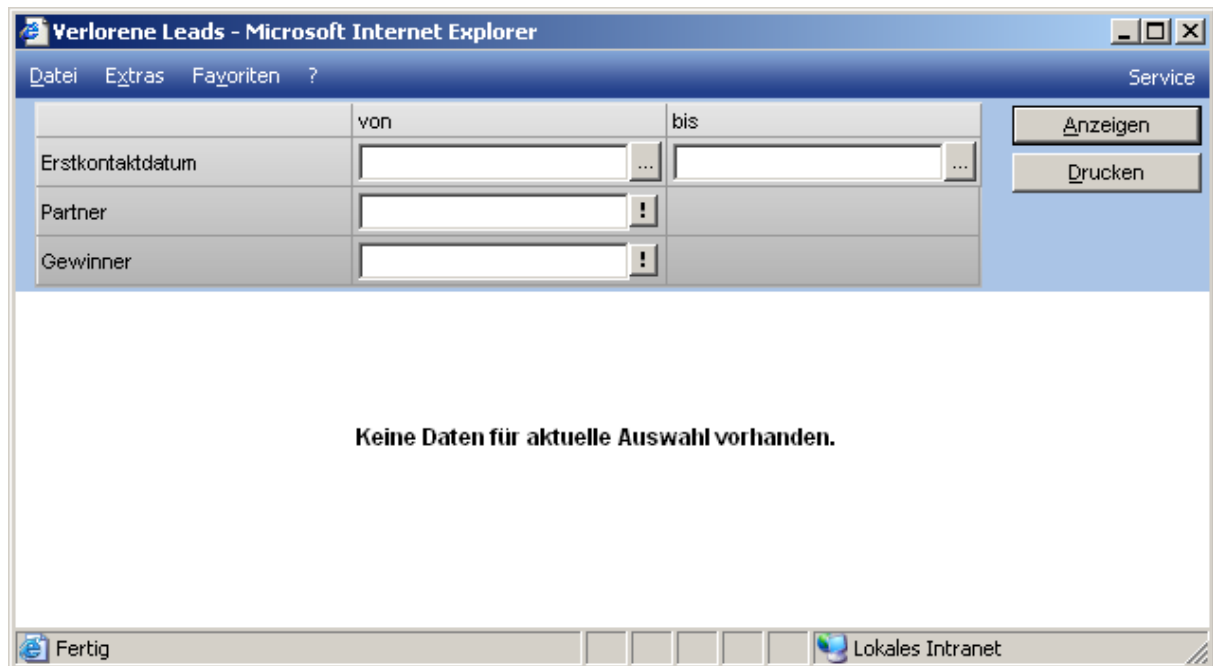 Verlorene Leads - Microsoft Internet Explorer
Datei Extras Favoriten ? Service
von bis
Anzeigen
Erstkontaktdatum ... ...
Drucken
Partner !
Gewinner !
Keine Daten für aktuelle Auswahl vorhanden.
Fertig Lokales Intranet